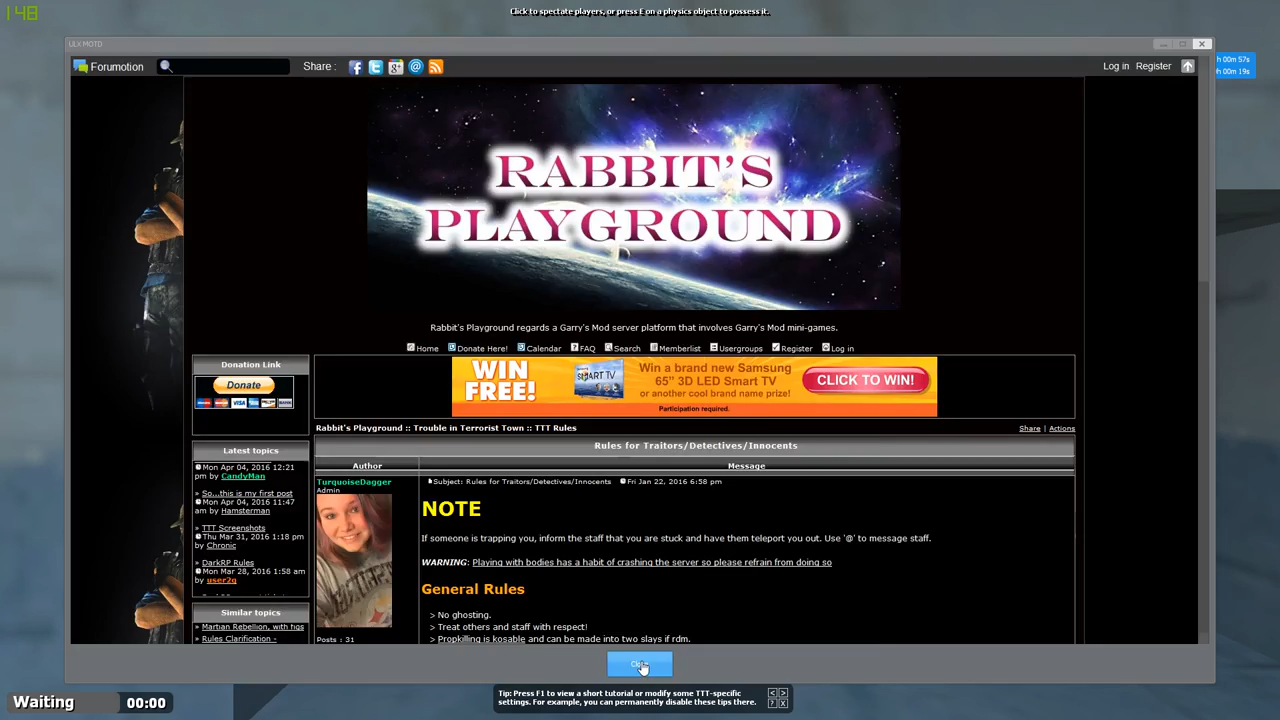 148
Click to spectate players, or press E on a physics object to possess it.
ULX MOTD
h 00m 57s
h 00m 19s
Forumotion
Share :
Log in
Register
RABBIT'S
PLAYGROUND
Rabbit's Playground regards a Garry's Mod server platform that involves Garry's Mod mini-games.
Home Donate Here! Calendar FAQ Search Memberlist Usergroups Register Log in
Donation Link
Donate
WIN
FREE!
SMART TV
Win a brand new Samsung
65" 3D LED Smart TV
or another cool brand name prize!
Participation required.
CLICK TO WIN!
Rabbit's Playground :: Trouble in Terrorist Town :: TTT Rules
Share | Actions
Rules for Traitors/Detectives/Innocents
Author
Message
Latest topics
Mon Apr 04, 2016 12:21
pm by CandyMan
» So...this is my first post
Mon Apr 04, 2016 11:47
am by Hamsterman
» TTT Screenshots
Thu Mar 31, 2016 1:18 pm
by Chronic
» DarkRP Rules
Mon Mar 28, 2016 1:58 am
by user2g
Similar topics
» Martian Rebellion, with figs
» Rules Clarification -
TurquoiseDagger
Admin
Posts : 31
Subject: Rules for Traitors/Detectives/Innocents Fri Jan 22, 2016 6:58 pm
NOTE
If someone is trapping you, inform the staff that you are stuck and have them teleport you out. Use '@' to message staff.
WARNING: Playing with bodies has a habit of crashing the server so please refrain from doing so
General Rules
> No ghosting.
> Treat others and staff with respect!
> Propkilling is kosable and can be made into two slays if rdm.
Close
Waiting
00:00
Tip: Press F1 to view a short tutorial or modify some TTT-specific
settings. For example, you can permanently disable these tips there.
< >
? X